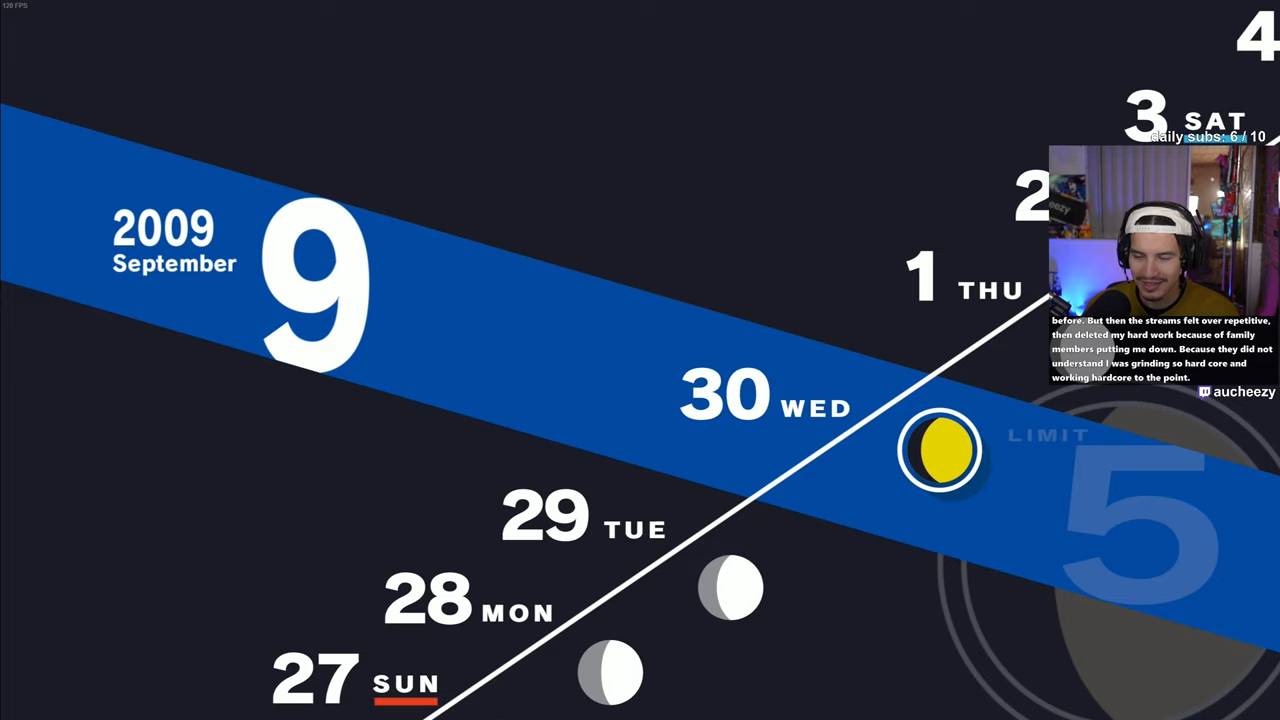 120 FPS
4
3 SAT
daily subs: 6 / 10
2
2009
September
9
1 THU
before. But then the streams felt over repetitive,
then deleted my hard work because of family
members putting me down. Because they did not
understand I was grinding so hard core and
working hardcore to the point.
aucheezy
30 WED
LIMIT
5
29 TUE
28 MON
27 SUN